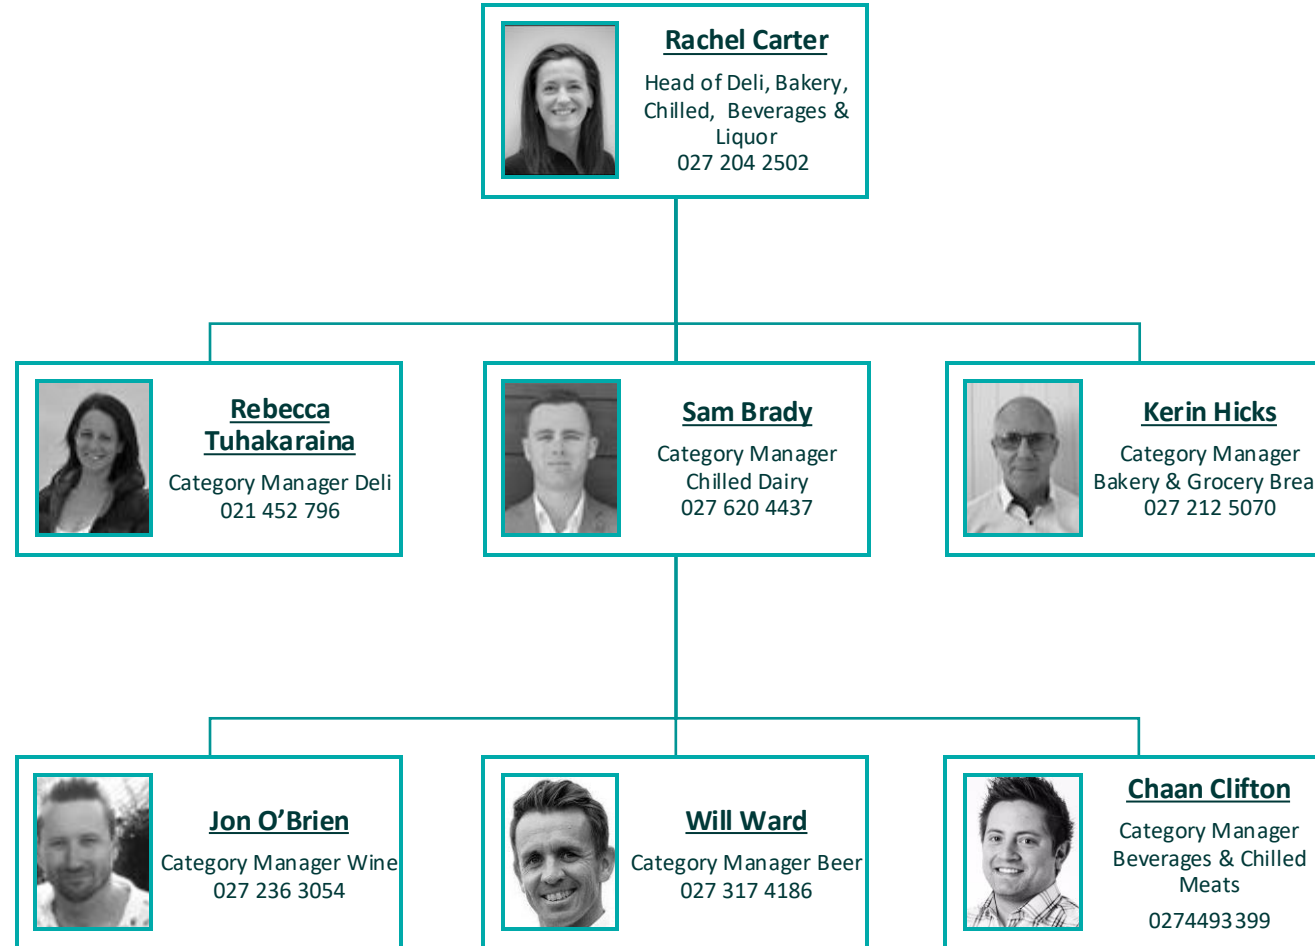 Rachel Carter
Head of Deli, Bakery,
Chilled, Beverages &
Liquor
027 204 2502
Rebecca
Tuhakaraina
Category Manager Deli
021 452 796
Sam Brady
Category Manager
Chilled Dairy
027 620 4437
Kerin Hicks
Category Manager
Bakery & Grocery Brea
027 212 5070
Jon O’Brien
Category Manager Wine
027 236 3054
Will Ward
Category Manager Beer
027 317 4186
Chaan Clifton
Category Manager
Beverages & Chilled
Meats
0274493399